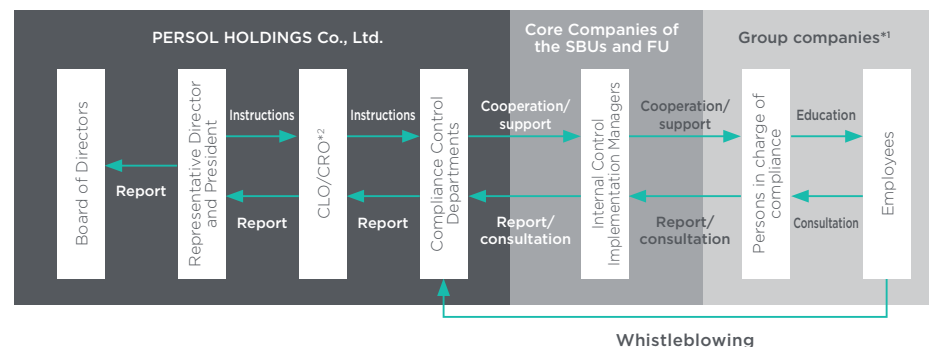 PERSOL HOLDINGS Co., Ltd.
Core Companies of
the SBUs and FU
Group companies*1
Board of Directors
Report
Representative Director
and President
Instructions
Report
CLO/CRO*2
Instructions
Report
Compliance Control
Departments
Cooperation/
support
Report/
consultation
Internal Control
Implementation Managers
Cooperation/
support
Report/
consultation
Persons in charge of
compliance
Education
Consultation
Employees
Whistleblowing